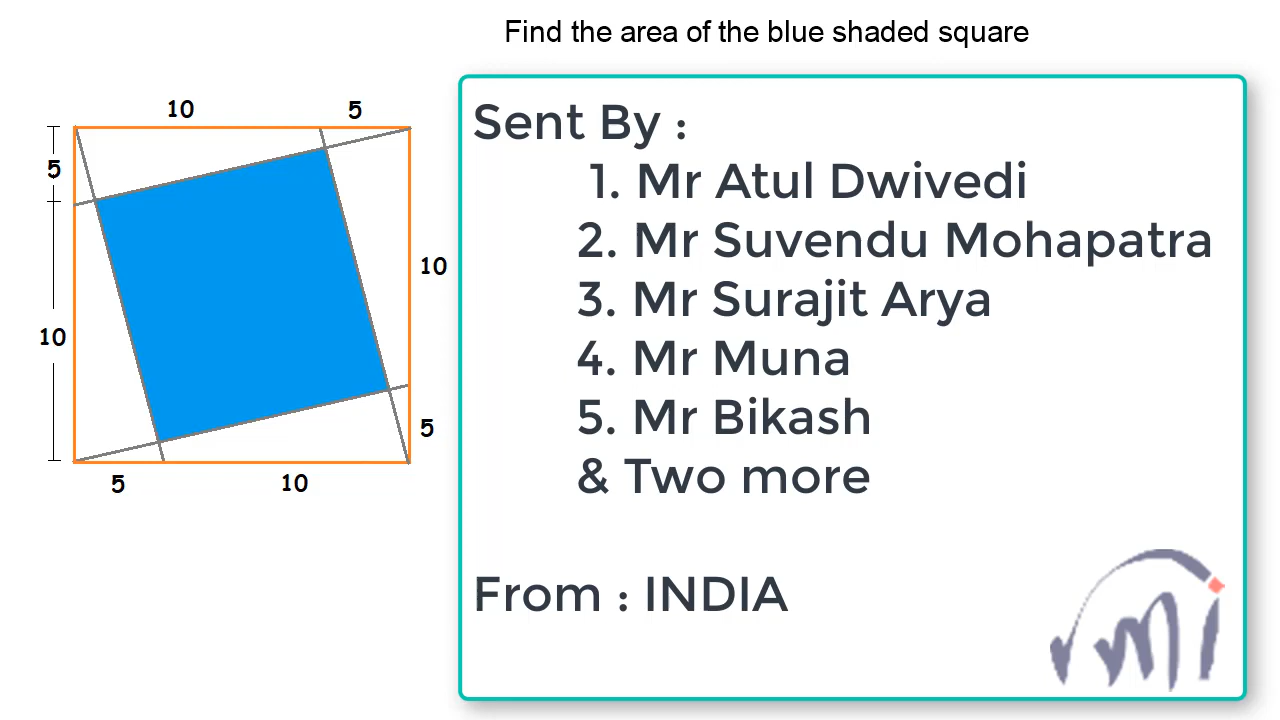 Find the area of the blue shaded square
10 5
5
10
10
5
5 10
Sent By :
1. Mr Atul Dwivedi
2. Mr Suvendu Mohapatra
3. Mr Surajit Arya
4. Mr Muna
5. Mr Bikash
& Two more
From : INDIA